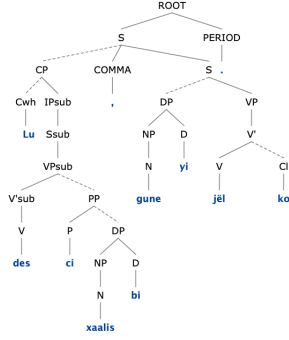 ROOT
S PERIOD
CP COMMA S .
Cwh IPsub , DP VP
Lu Ssub NP D V'
VPsub N yi V Cl
V'sub PP gune jël ko
V P DP
des ci NP D
N bi
xaalis